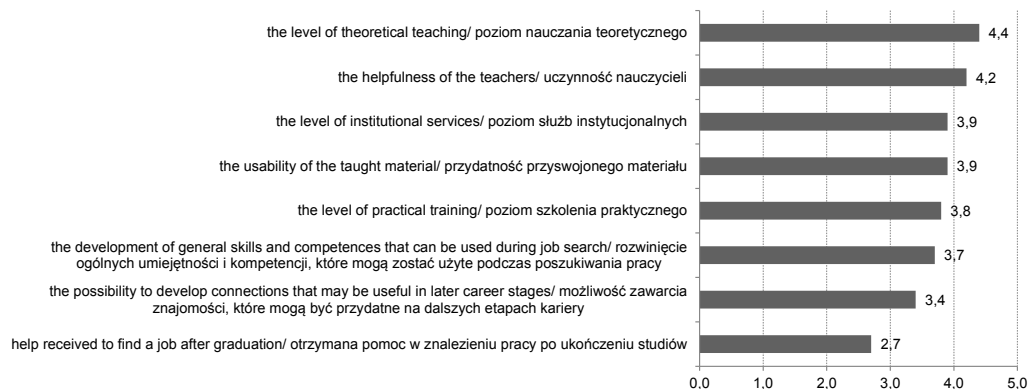 the level of theoretical teaching/ poziom nauczania teoretycznego
4,4
the helpfulness of the teachers/ uczynność nauczycieli
4,2
the level of institutional services/ poziom służb instytucjonalnych
3,9
the usability of the taught material/ przydatność przyswojonego materiału
3,9
the level of practical training/ poziom szkolenia praktycznego
3,8
the development of general skills and competences that can be used during job search/ rozwinięcie
ogólnych umiejętności i kompetencji, które mogą zostać użyte podczas poszukiwania pracy
3,7
the possibility to develop connections that may be useful in later career stages/ możliwość zawarcia
znajomości, które mogą być przydatne na dalszych etapach kariery
3,4
help received to find a job after graduation/ otrzymana pomoc w znalezieniu pracy po ukończeniu studiów
2,7
0,0 1,0 2,0 3,0 4,0 5,0